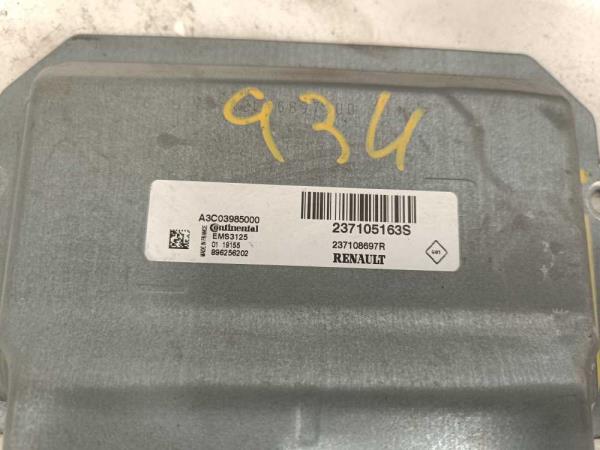 934
A3C03985000
Continental
EMS3125
01 19155
896256202
MADE IN FRANCE
237105163S
237108697R
RENAULT